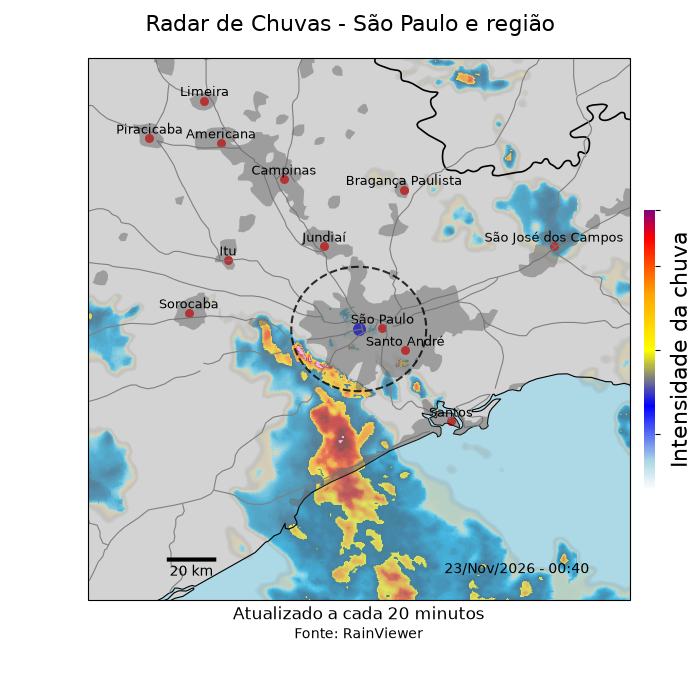 Radar de Chuvas - São Paulo e região
Limeira
Piracicaba
Americana
Campinas
Bragança Paulista
Itu
Jundiaí
São José dos Campos
Sorocaba
São Paulo
Santo André
Santos
Intensidade da chuva
20 km
23/Nov/2026 - 00:40
Atualizado a cada 20 minutos
Fonte: RainViewer